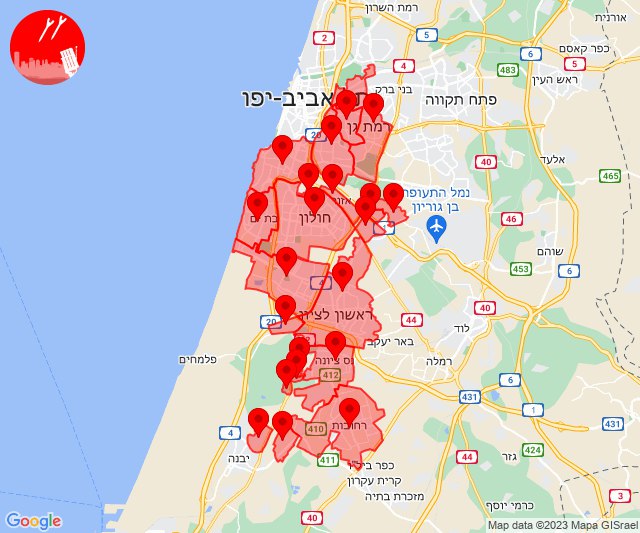 רמת השרון
אורנית
2
5
כפר קאסם
6
5
4
483
ראש העין
בני ברק
פתח תקווה
תל אביב-יפו
רמת גן
20
אלעד
40
465
אזור
נמל התעופה
בן גוריון
בת ים
חולון
46
שוהם
453
6
4
ראשון לציון
20
44
לוד
באר יעקב
פלמחים
רמלה
נס ציונה
412
431
1
431
רחובות
410
4
יבנה
44
424
גזר
411
כפר ביל"ו
קרית עקרון
מזכרת בתיה
3
כרמי יוסף
40
Google
Map data ©2023 Mapa GISrael